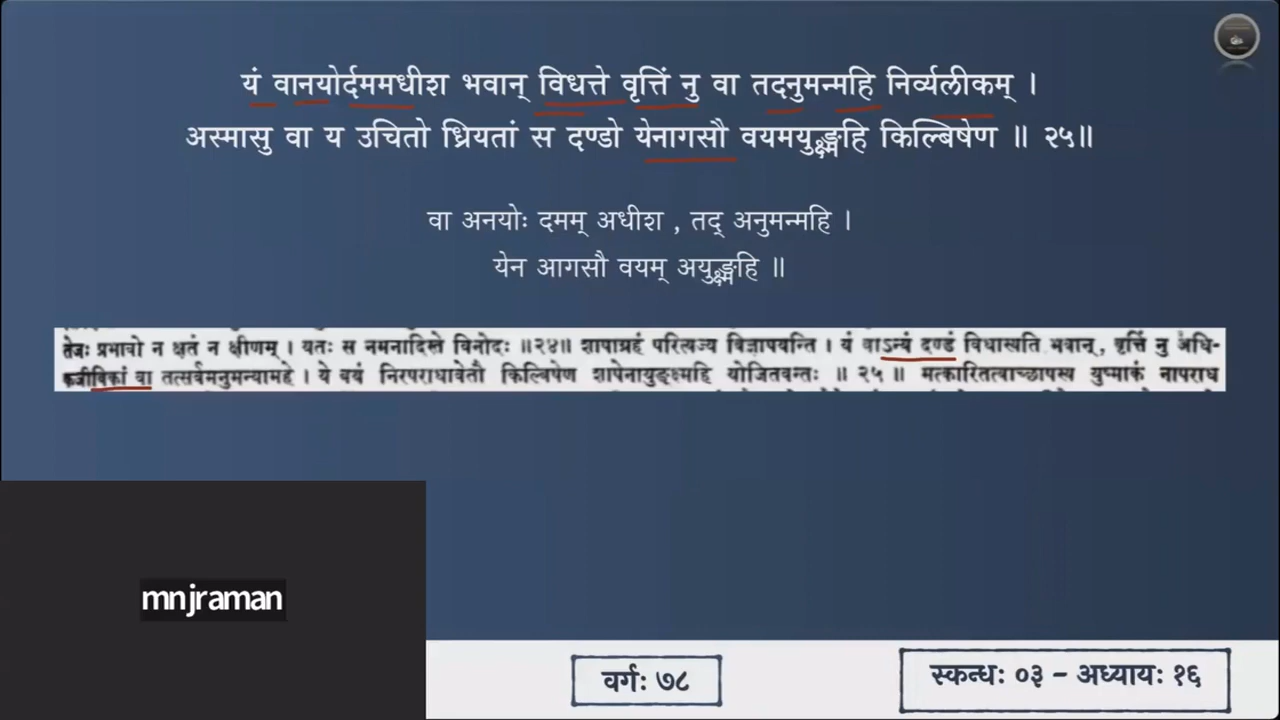 यं वानयोर्दममधीश भवान् विधत्ते वृत्तिं नु वा तदनुमन्महि निर्व्यलीकम् ।
अस्मासु वा य उचितो ध्रियतां स दण्डो येनागसौ वयमयुङ्क्ष्महि किल्बिषेण ॥ २५॥
वा अनयोः दमम् अधीश , तद् अनुमन्महि ।
येन आगसौ वयम् अयुङ्क्ष्महि ॥
तेजः प्रभावो न क्षतं न क्षीणम् । यतः स नमनादिस्ते विनोदः ॥२४॥ शापाग्रहं परित्यज्य विज्ञापयन्ति । यं वाऽन्यं दण्डं विधास्यति भवान्, वृत्तिं नु अधि-
कजीविकां वा तत्सर्वमनुमन्यामहे । ये वयं निरपराधावेतौ किल्बिषेण शापेनायुङ्क्ष्महि योजितवन्तः ॥ २५ ॥ मत्कारितत्वाच्छापस्य युष्माकं नापराध
mnjraman
वर्गः ७८
स्कन्धः ०३ - अध्यायः १६